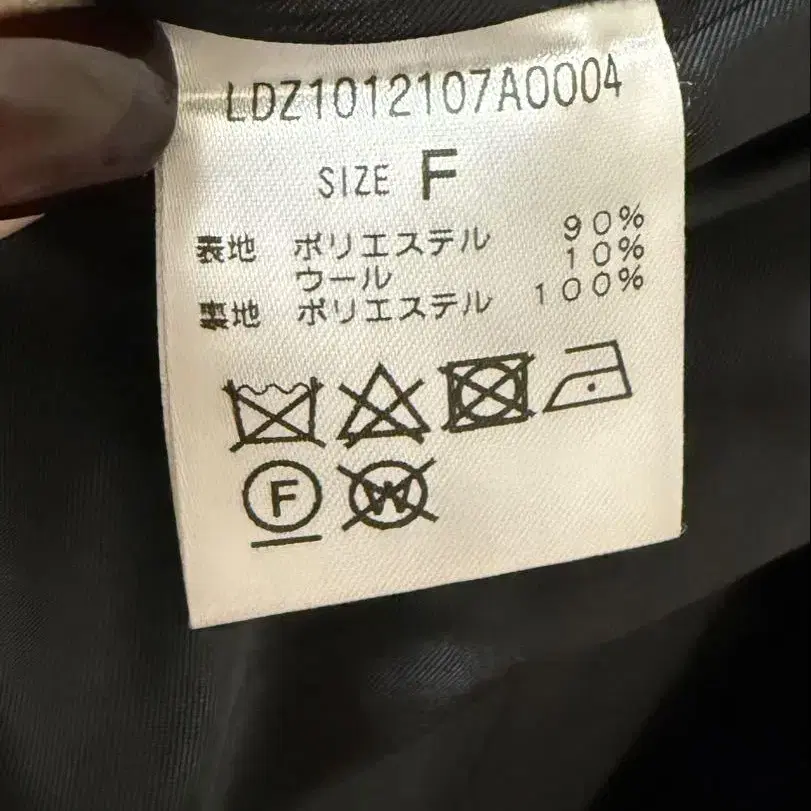 LDZ1012107A0004
SIZE F
表地 ポリエステル 90%
ウール 10%
裏地 ポリエステル 100%
F W